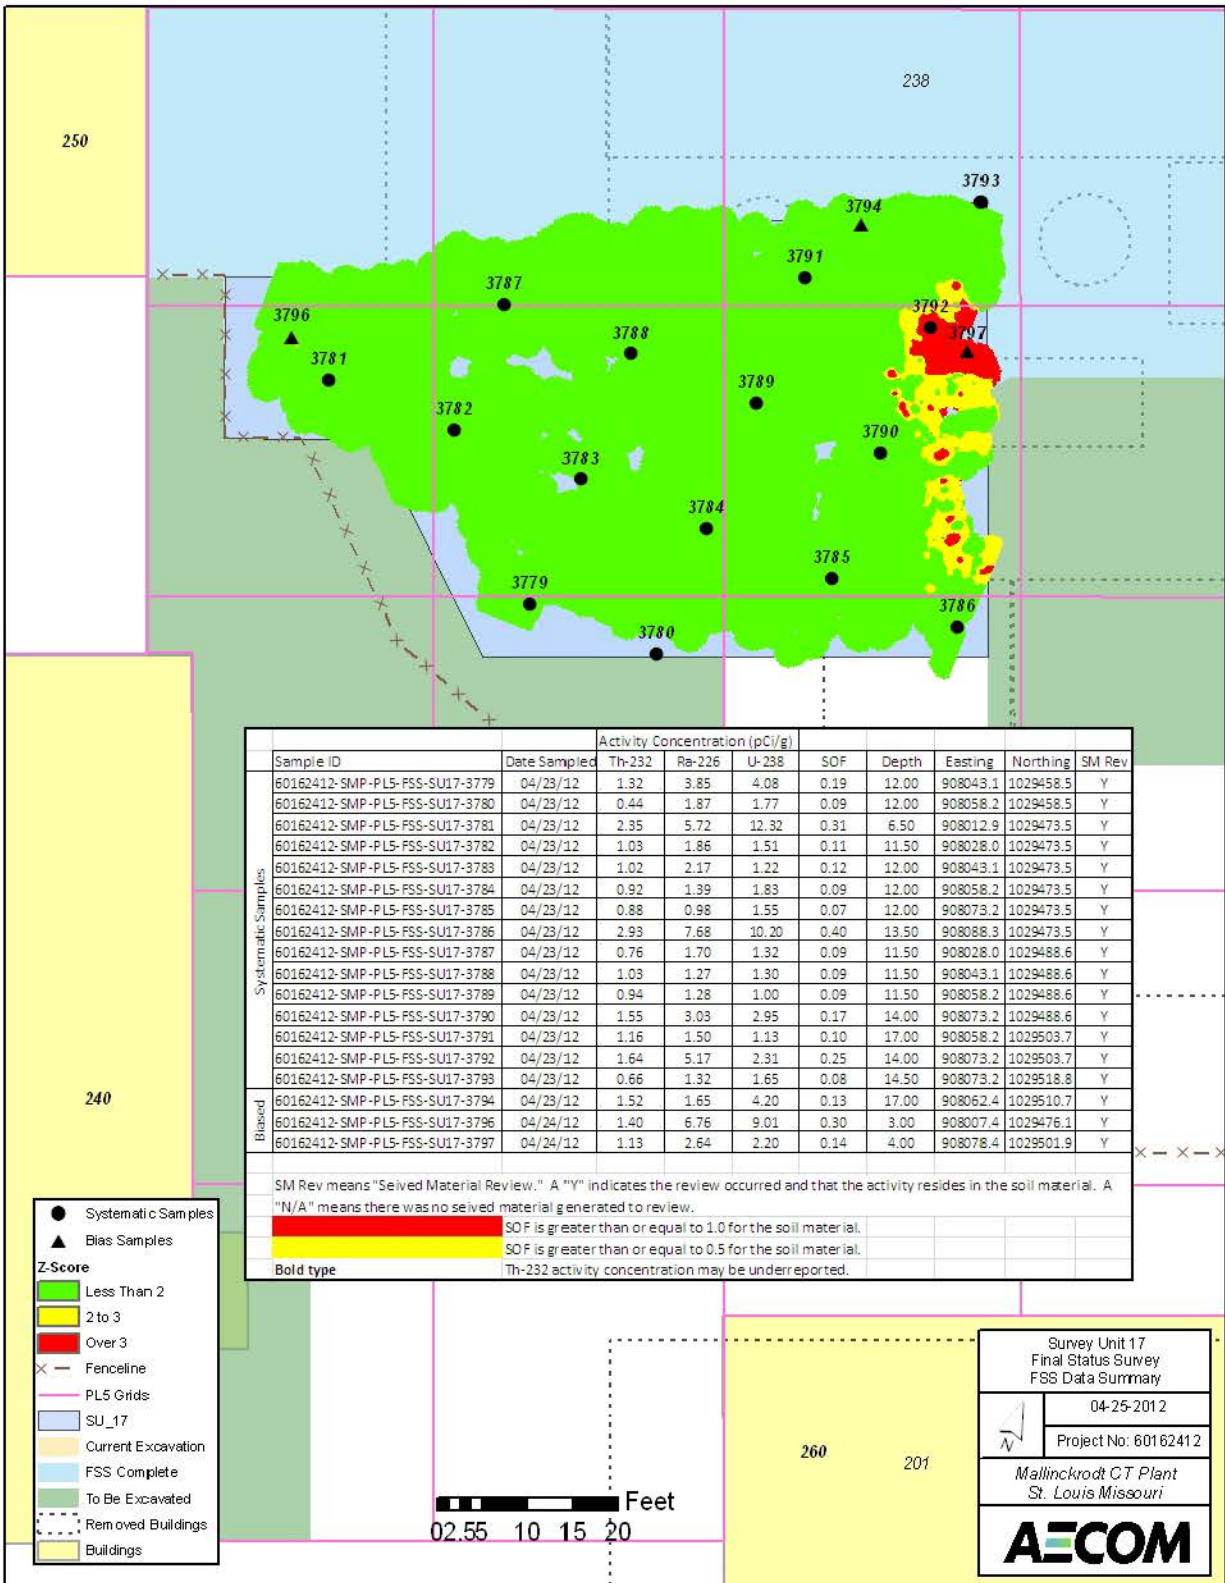 238
250
3793
3794
3791
3787
3792
3796
3788
3797
3781
3789
3782
3790
3783
3784
3785
3779
3786
3780
Activity Concentration (pCi/g)
Sample ID Date Sampled Th-232 Ra-226 U-238 SOF Depth Easting Northing SM Rev
Systematic Samples
60162412-SMP-PL5-FSS-SU17-3779 04/23/12 1.32 3.85 4.08 0.19 12.00 908043.1 1029458.5 Y
60162412-SMP-PL5-FSS-SU17-3780 04/23/12 0.44 1.87 1.77 0.09 12.00 908058.2 1029458.5 Y
60162412-SMP-PL5-FSS-SU17-3781 04/23/12 2.35 5.72 12.32 0.31 6.50 908012.9 1029473.5 Y
60162412-SMP-PL5-FSS-SU17-3782 04/23/12 1.03 1.86 1.51 0.11 11.50 908028.0 1029473.5 Y
60162412-SMP-PL5-FSS-SU17-3783 04/23/12 1.02 2.17 1.22 0.12 12.00 908043.1 1029473.5 Y
60162412-SMP-PL5-FSS-SU17-3784 04/23/12 0.92 1.39 1.83 0.09 12.00 908058.2 1029473.5 Y
60162412-SMP-PL5-FSS-SU17-3785 04/23/12 0.88 0.98 1.55 0.07 12.00 908073.2 1029473.5 Y
60162412-SMP-PL5-FSS-SU17-3786 04/23/12 2.93 7.68 10.20 0.40 13.50 908088.3 1029473.5 Y
60162412-SMP-PL5-FSS-SU17-3787 04/23/12 0.76 1.70 1.32 0.09 11.50 908028.0 1029488.6 Y
60162412-SMP-PL5-FSS-SU17-3788 04/23/12 1.03 1.27 1.30 0.09 11.50 908043.1 1029488.6 Y
60162412-SMP-PL5-FSS-SU17-3789 04/23/12 0.94 1.28 1.00 0.09 11.50 908058.2 1029488.6 Y
60162412-SMP-PL5-FSS-SU17-3790 04/23/12 1.55 3.03 2.95 0.17 14.00 908073.2 1029488.6 Y
60162412-SMP-PL5-FSS-SU17-3791 04/23/12 1.16 1.50 1.13 0.10 17.00 908058.2 1029503.7 Y
60162412-SMP-PL5-FSS-SU17-3792 04/23/12 1.64 5.17 2.31 0.25 14.00 908073.2 1029503.7 Y
60162412-SMP-PL5-FSS-SU17-3793 04/23/12 0.66 1.32 1.65 0.08 14.50 908073.2 1029518.8 Y
Biased
60162412-SMP-PL5-FSS-SU17-3794 04/23/12 1.52 1.65 4.20 0.13 17.00 908062.4 1029510.7 Y
60162412-SMP-PL5-FSS-SU17-3796 04/24/12 1.40 6.76 9.01 0.30 3.00 908007.4 1029476.1 Y
60162412-SMP-PL5-FSS-SU17-3797 04/24/12 1.13 2.64 2.20 0.14 4.00 908078.4 1029501.9 Y
SM Rev means "Seived Material Review." A "Y" indicates the review occurred and that the activity resides in the soil material. A
"N/A" means there was no seived material generated to review.
SOF is greater than or equal to 1.0 for the soil material.
SOF is greater than or equal to 0.5 for the soil material.
Bold type Th-232 activity concentration may be underreported.
240
Systematic Samples
Bias Samples
Z-Score
Less Than 2
2 to 3
Over 3
Fenceline
PL5 Grids
SU_17
Current Excavation
FSS Complete
To Be Excavated
Removed Buildings
Buildings
Feet
02.55 10 15 20
260
201
Survey Unit 17
Final Status Survey
FSS Data Summary
04-25-2012
N
Project No: 60162412
Mallinckrodt CT Plant
St. Louis Missouri
AECOM